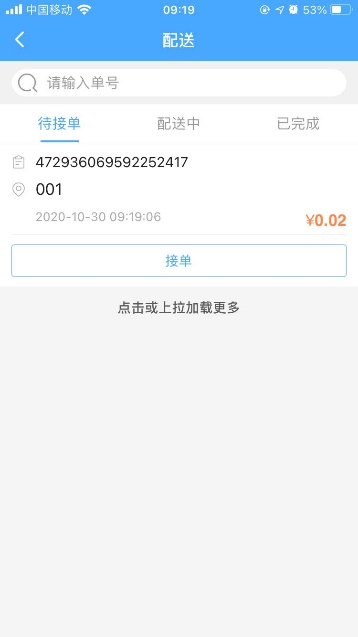 中国移动 09:19 53%
配送
请输入单号
待接单 配送中 已完成
472936069592252417
001
2020-10-30 09:19:06 ¥0.02
接单
点击或上拉加载更多